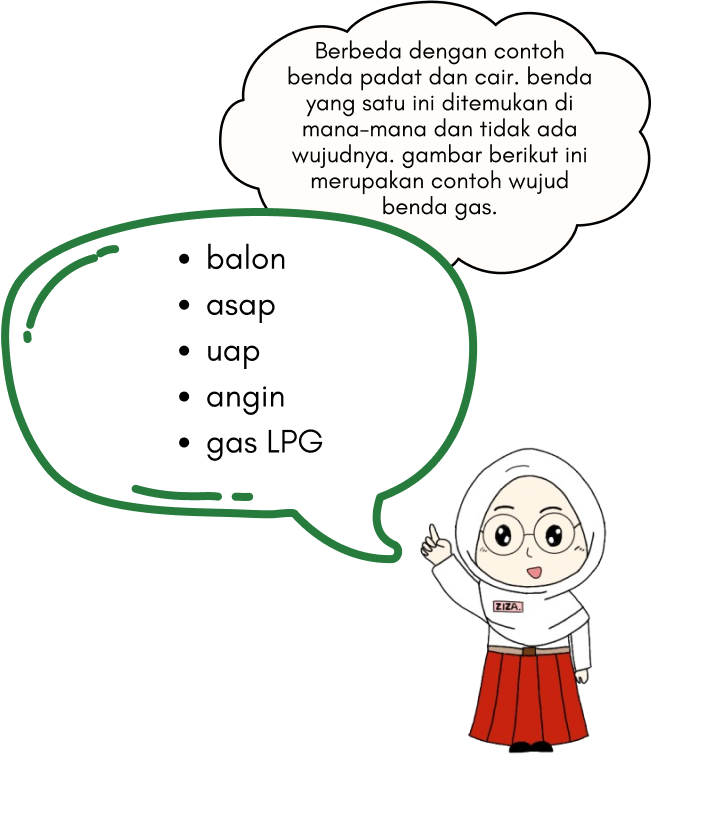 Berbeda dengan contoh
benda padat dan cair. benda
yang satu ini ditemukan di
mana-mana dan tidak ada
wujudnya. gambar berikut ini
merupakan contoh wujud
benda gas.
• balon
• asap
• uap
• angin
• gas LPG
ZIZA.